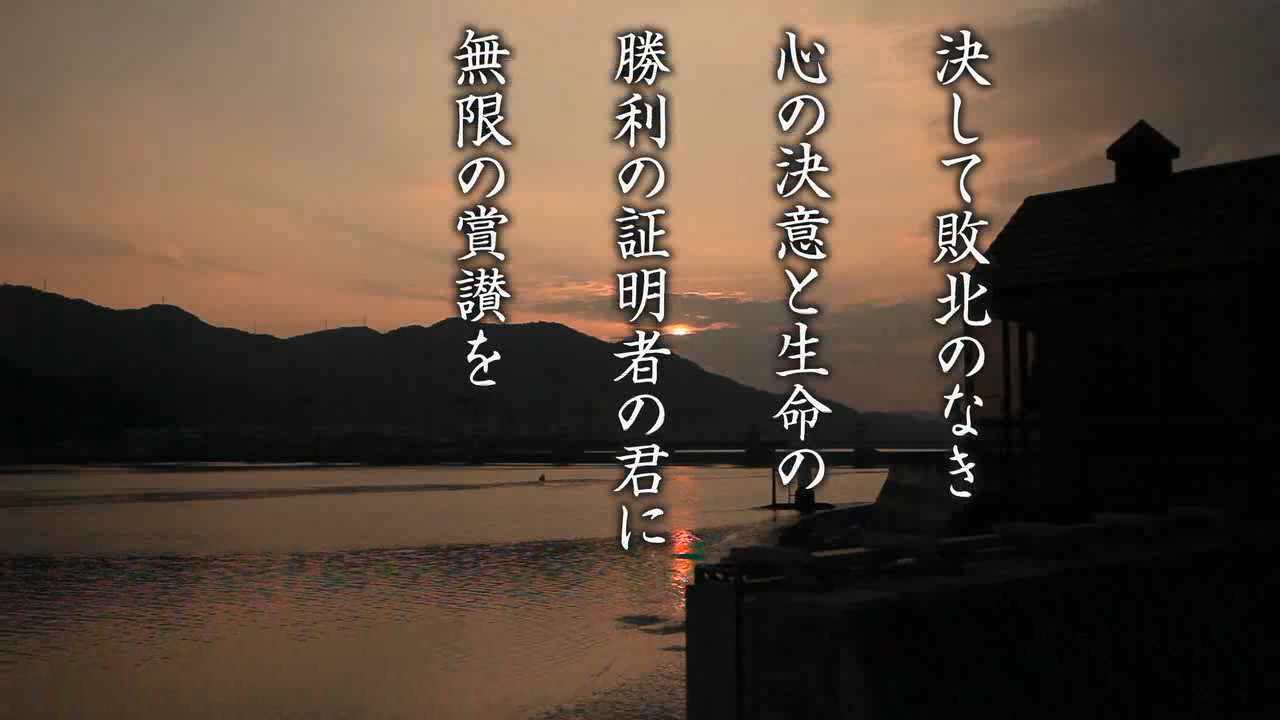 決して敗北のなき
心の決意と生命の
勝利の証明者の君に
無限の賞讃を